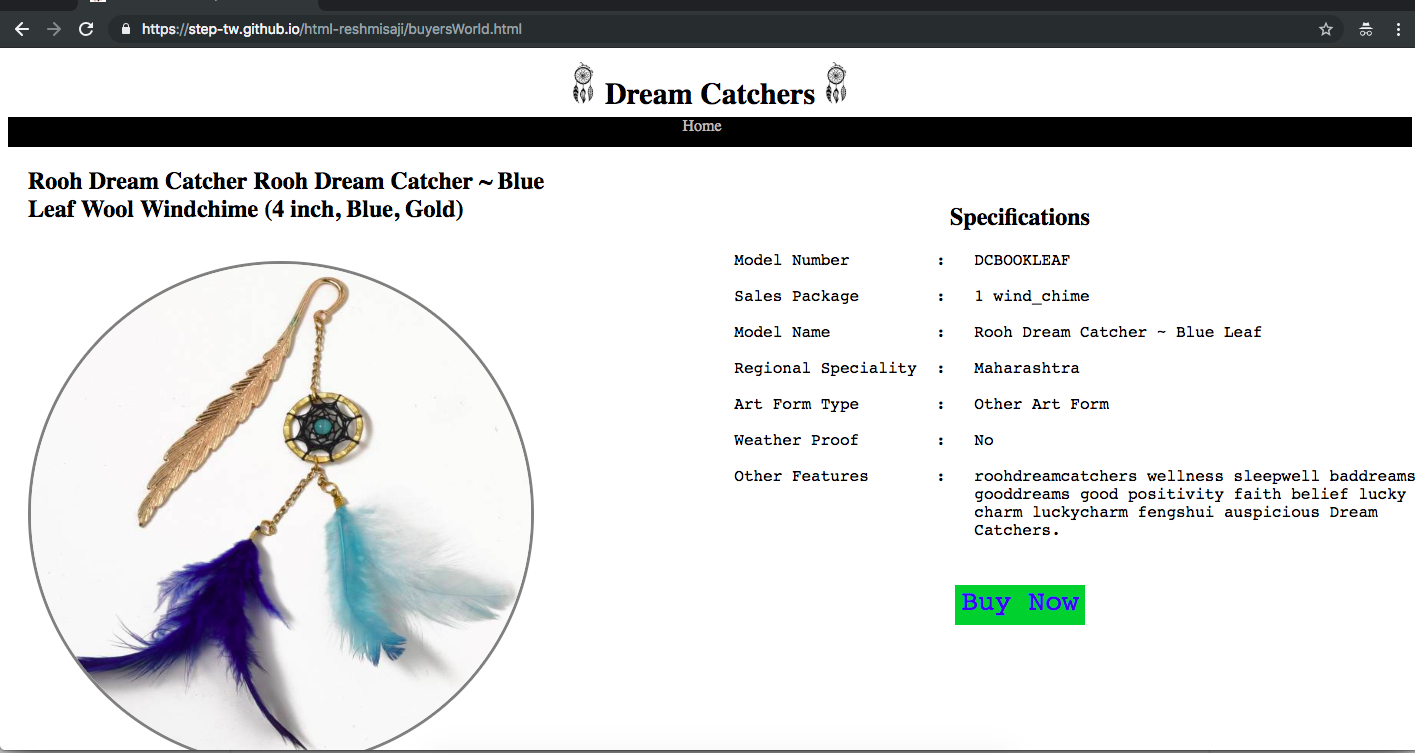 https://step-tw.github.io/html-reshmisaji/buyersWorld.html
Dream Catchers
Home
Rooh Dream Catcher Rooh Dream Catcher ~ Blue
Leaf Wool Windchime (4 inch, Blue, Gold)
Specifications
Model Number : DCBOOKLEAF
Sales Package : 1 wind_chime
Model Name : Rooh Dream Catcher ~ Blue Leaf
Regional Speciality : Maharashtra
Art Form Type : Other Art Form
Weather Proof : No
Other Features : roohdreamcatchers wellness sleepwell baddreams
gooddreams good positivity faith belief lucky
charm luckycharm fengshui auspicious Dream
Catchers.
Buy Now